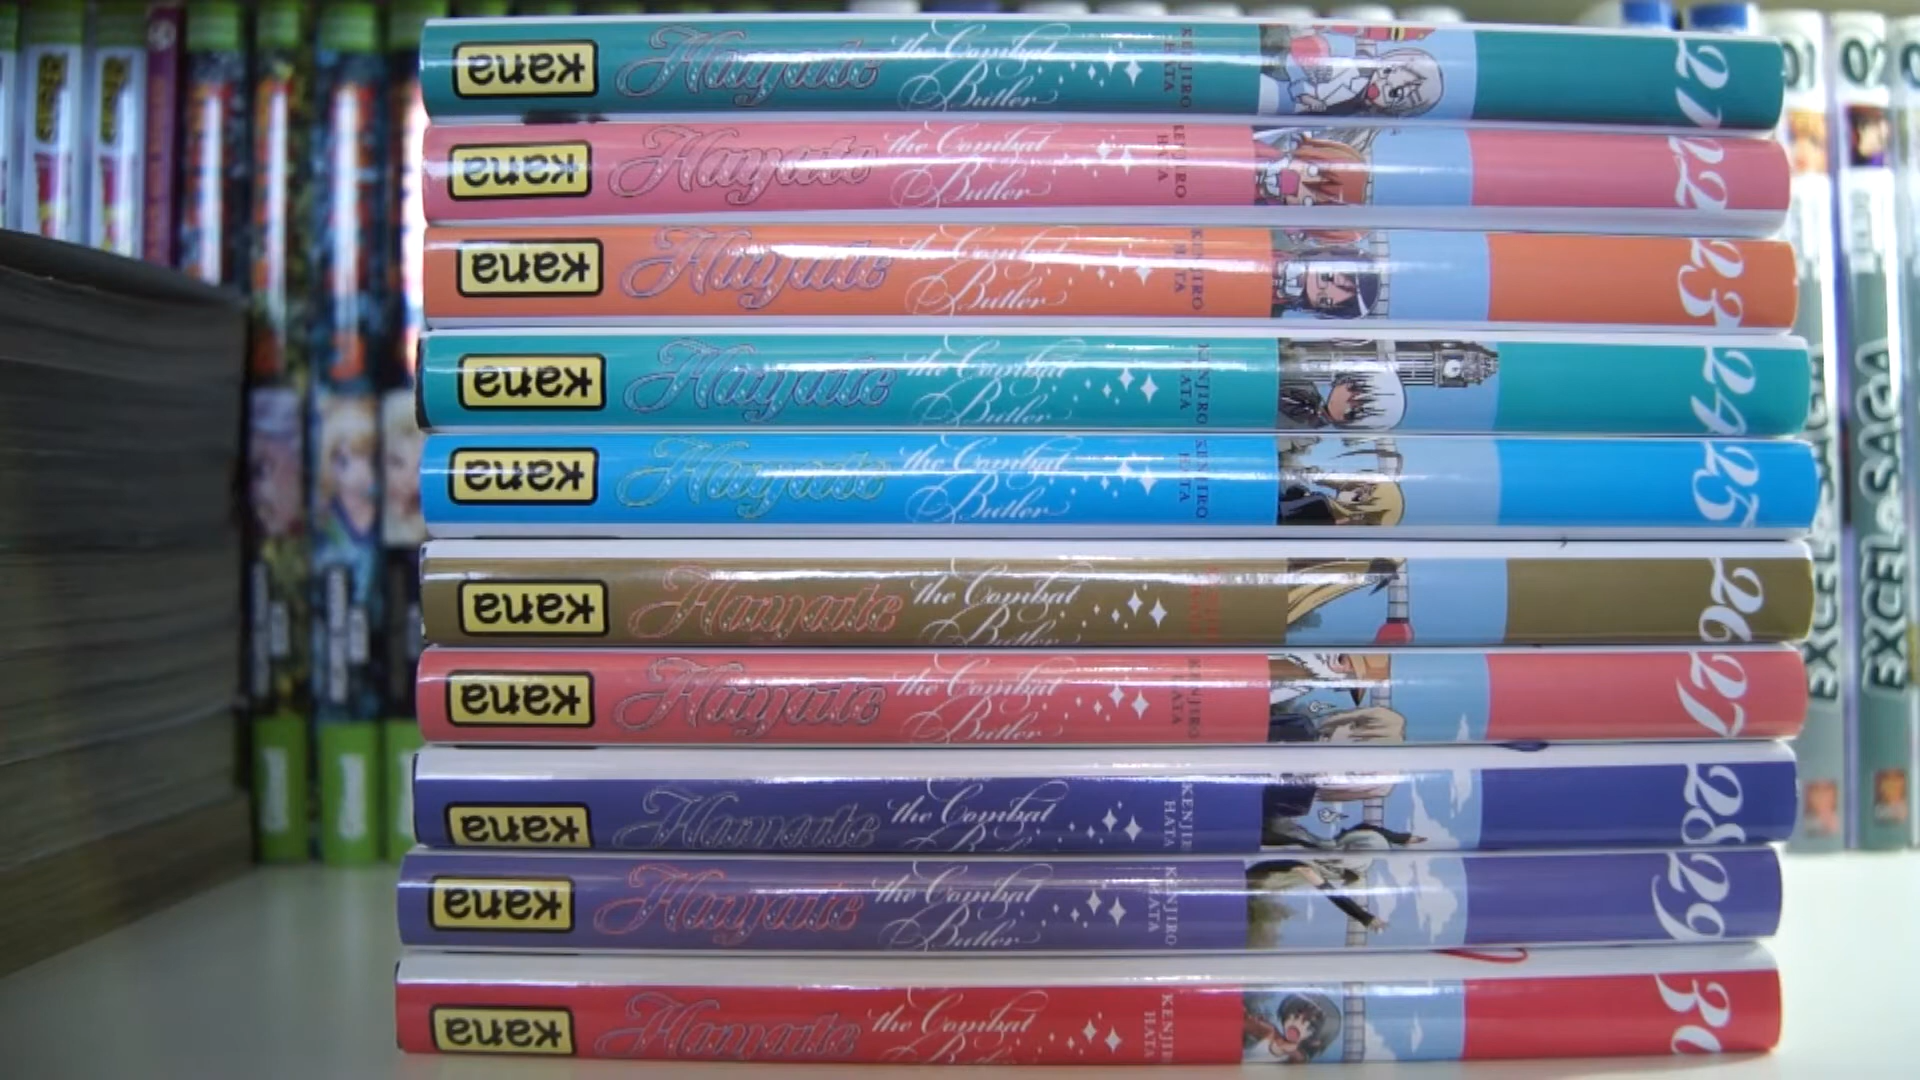 kana Hayate the Combat Butler KENJIRO HATA 21
kana Hayate the Combat Butler KENJIRO HATA 22
kana Hayate the Combat Butler KENJIRO HATA 23
kana Hayate the Combat Butler KENJIRO HATA 24
kana Hayate the Combat Butler KENJIRO HATA 25
kana Hayate the Combat Butler 26
kana Hayate the Combat Butler KENJIRO HATA 27
kana Hayate the Combat Butler KENJIRO HATA 28
kana Hayate the Combat Butler KENJIRO HATA 29
kana Hayate the Combat Butler KENJIRO HATA 30
01
EXCEL SAGA
02
EXCEL SAGA